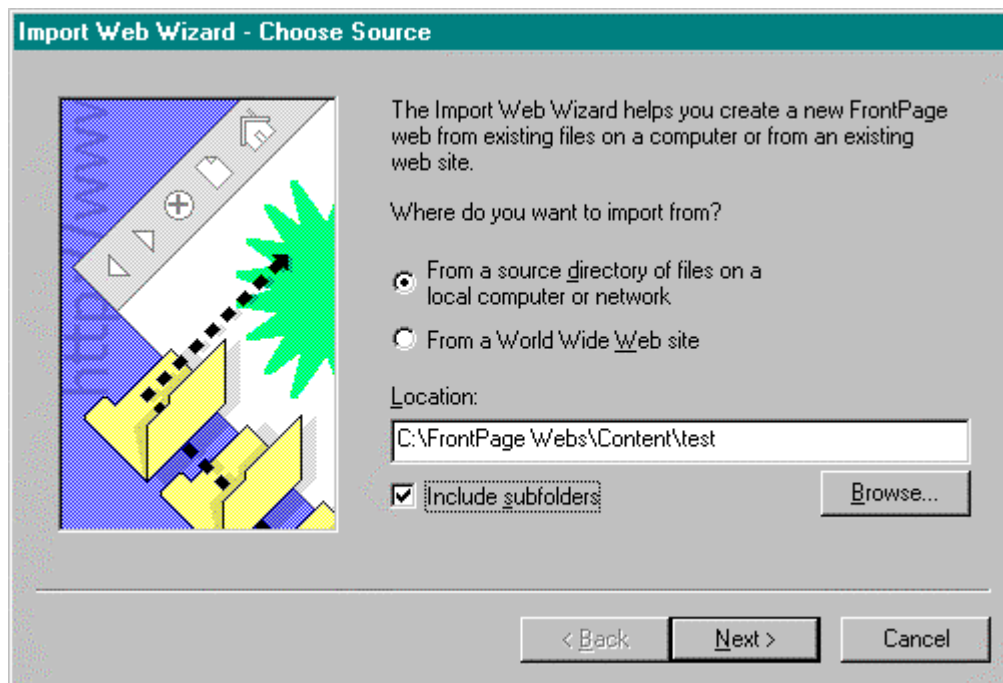 Import Web Wizard - Choose Source
http://www
The Import Web Wizard helps you create a new FrontPage
web from existing files on a computer or from an existing
web site.
Where do you want to import from?
From a source directory of files on a
local computer or network
From a World Wide Web site
Location:
C:\FrontPage Webs\Content\test
Include subfolders
Browse...
< Back
Next >
Cancel